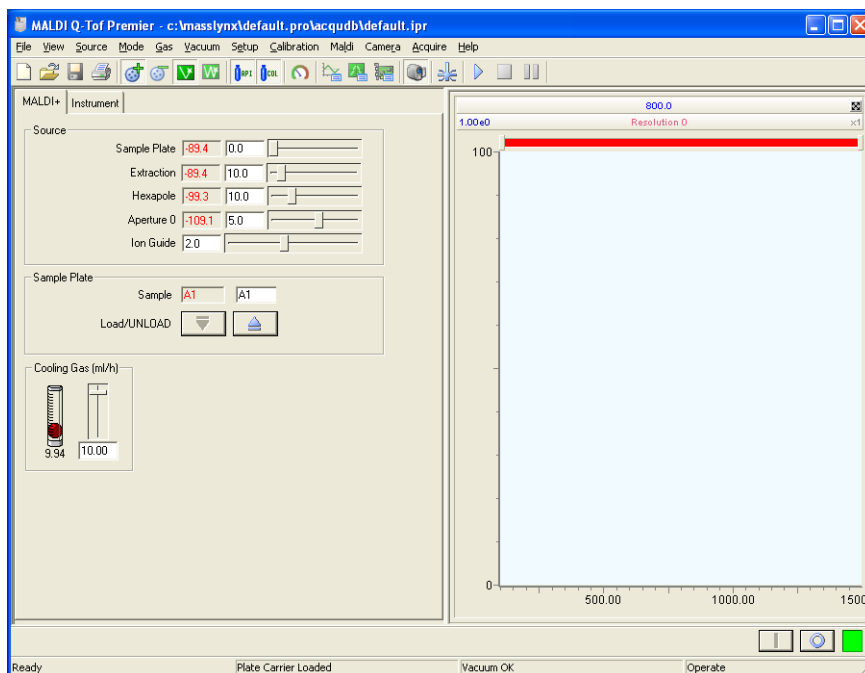 MALDI Q-Tof Premier - c:\masslynx\default.pro\acqudb\default.ipr
File View Source Mode Gas Vacuum Setup Calibration Maldi Camera Acquire Help
RPI COL
MALDI+ Instrument
Source
Sample Plate -89.4 0.0
Extraction -89.4 10.0
Hexapole -99.3 10.0
Aperture 0 -109.1 5.0
Ion Guide 2.0
Sample Plate
Sample A1 A1
Load/UNLOAD
Cooling Gas (ml/h)
9.94 10.00
800.0
1.00e0 Resolution 0 x1
100
0
500.00 1000.00 1500
Ready Plate Carrier Loaded Vacuum OK Operate